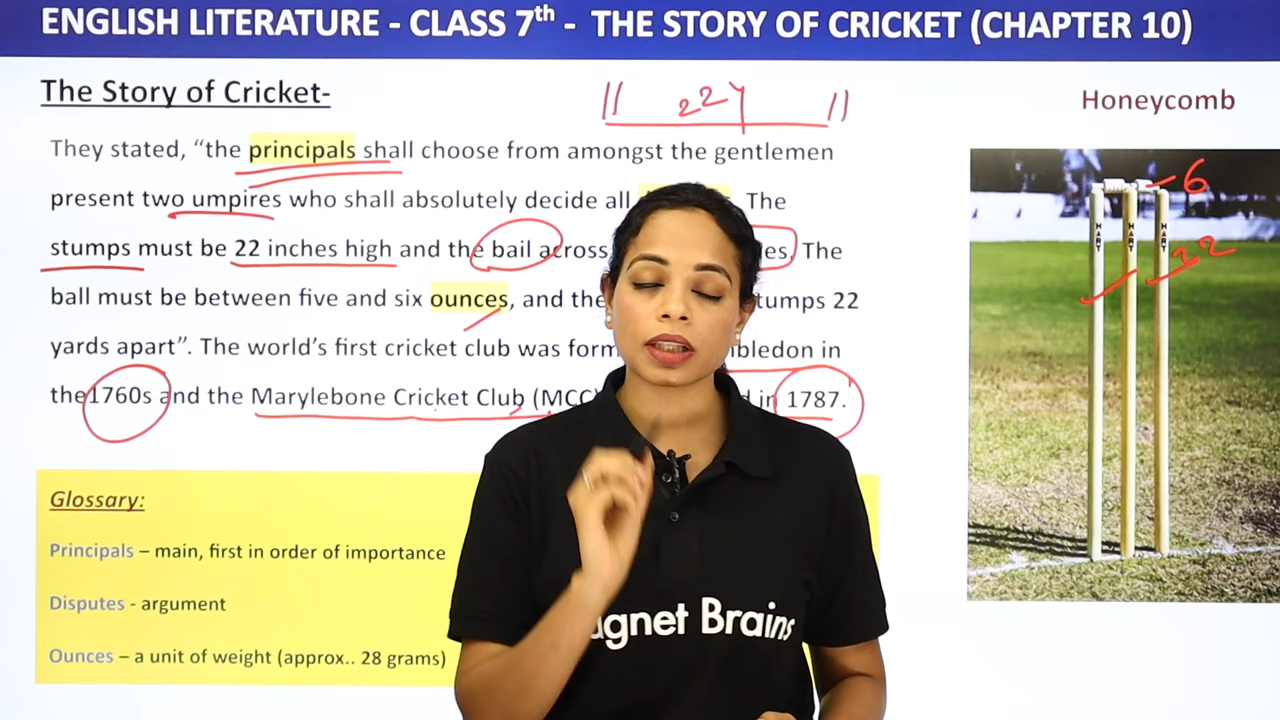 ENGLISH LITERATURE - CLASS 7th - THE STORY OF CRICKET (CHAPTER 10)
The Story of Cricket-
22Y
Honeycomb
They stated, “the principals shall choose from amongst the gentlemen
present two umpires who shall absolutely decide all The
stumps must be 22 inches high and the bail across The
ball must be between five and six ounces, and the stumps 22
yards apart”. The world’s first cricket club was in
the 1760s and the Marylebone Cricket Club (MCC) in 1787.
6
22
HART
HART
HART
Glossary:
Principals – main, first in order of importance
Disputes - argument
Ounces – a unit of weight (approx.. 28 grams)
Brains